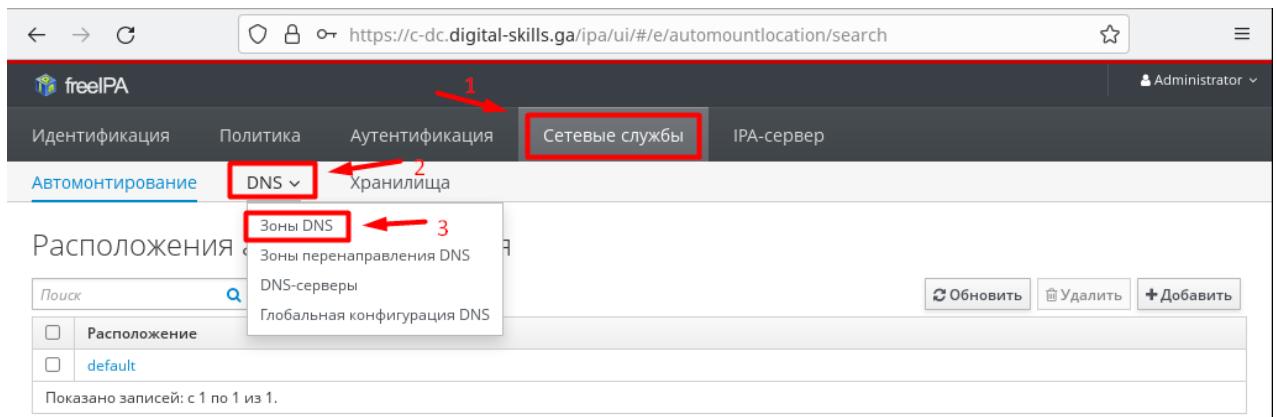 https://c-dc.digital-skills.ga/ipa/ui/#/e/automountlocation/search
freeIPA
1
Administrator
Идентификация Политика Аутентификация Сетевые службы IPA-сервер
2
Автомонтирование DNS Хранилища
Зоны DNS
3
Расположения я
Зоны перенаправления DNS
Поиск
DNS-серверы
Обновить Удалить Добавить
Глобальная конфигурация DNS
Расположение
default
Показано записей: с 1 по 1 из 1.